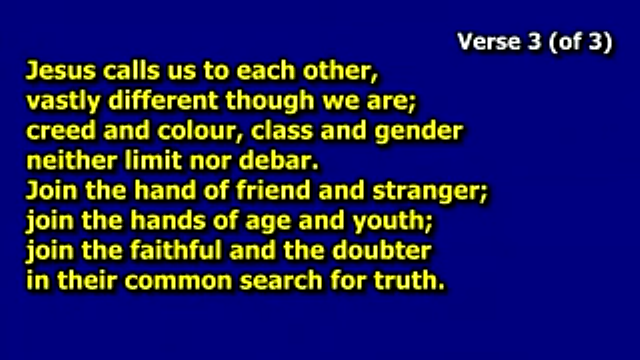 Verse 3 (of 3)
Jesus calls us to each other,
vastly different though we are;
creed and colour, class and gender
neither limit nor debar.
Join the hand of friend and stranger;
join the hands of age and youth;
join the faithful and the doubter
in their common search for truth.